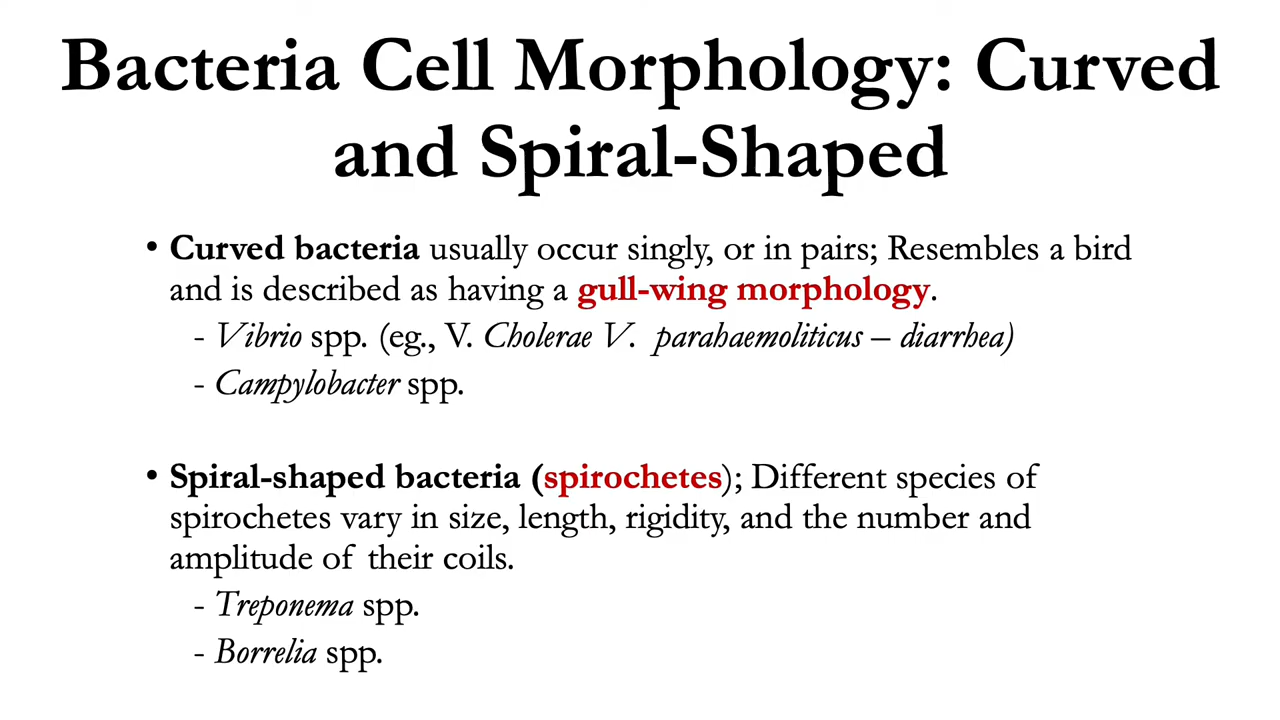 Bacteria Cell Morphology: Curved
and Spiral-Shaped
• Curved bacteria usually occur singly, or in pairs; Resembles a bird
and is described as having a gull-wing morphology.
- Vibrio spp. (eg., V. Cholerae V. parahaemoliticus – diarrhea)
- Campylobacter spp.
• Spiral-shaped bacteria (spirochetes); Different species of
spirochetes vary in size, length, rigidity, and the number and
amplitude of their coils.
- Treponema spp.
- Borrelia spp.